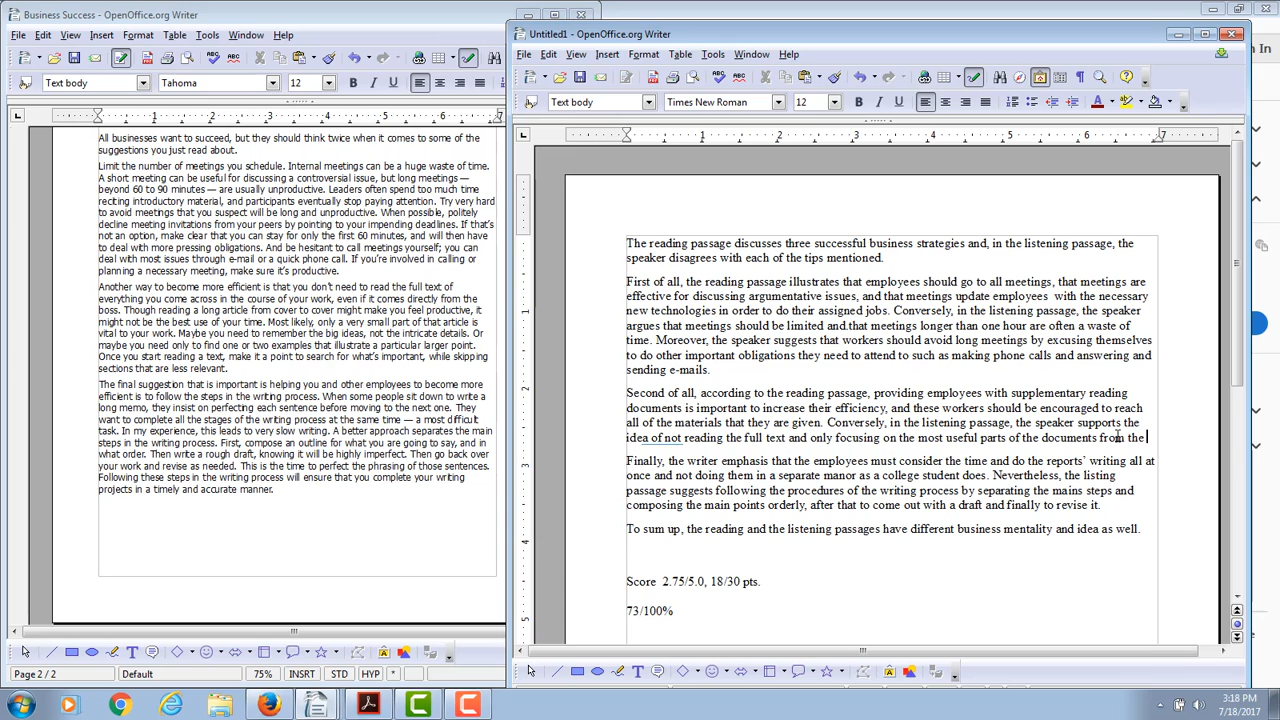 Business Success - OpenOffice.org Writer
File Edit View Insert Format Table Tools Window Help
Text body Tahoma 12
1 2 3 4 5 6 7
All businesses want to succeed, but they should think twice when it comes to some of the
suggestions you just read about.
Limit the number of meetings you schedule. Internal meetings can be a huge waste of time.
A short meeting can be useful for discussing a controversial issue, but long meetings —
beyond 60 to 90 minutes — are usually unproductive. Leaders often spend too much time
reciting introductory material, and participants eventually stop paying attention. Try very hard
to avoid meetings that you suspect will be long and unproductive. When possible, politely
decline meeting invitations from your peers by pointing to your impending deadlines. If that's
not an option, make clear that you can stay for only the first 60 minutes, and will then have
to deal with more pressing obligations. And be hesitant to call meetings yourself; you can
deal with most issues through e-mail or a quick phone call. If you're involved in calling or
planning a necessary meeting, make sure it's productive.
Another way to become more efficient is that you don't need to read the full text of
everything you come across in the course of your work, even if it comes directly from the
boss. Though reading a long article from cover to cover might make you feel productive, it
might not be the best use of your time. Most likely, only a very small part of that article is
vital to your work. Maybe you need to remember the big ideas, not the intricate details. Or
maybe you need only to find one or two examples that illustrate a particular larger point.
Once you start reading a text, make it a point to search for what's important, while skipping
sections that are less relevant.
The final suggestion that is important is helping you and other employees to become more
efficient is to follow the steps in the writing process. When some people sit down to write a
long memo, they insist on perfecting each sentence before moving to the next one. They
want to complete all the stages of the writing process at the same time — a most difficult
task. In my experience, this leads to very slow writing. A better approach separates the main
steps in the writing process. First, compose an outline for what you are going to say, and in
what order. Then write a rough draft, knowing it will be highly imperfect. Then go back over
your work and revise as needed. This is the time to perfect the phrasing of those sentences.
Following these steps in the writing process will ensure that you complete your writing
projects in a timely and accurate manner.
Page 2 / 2 Default 75% INSRT STD HYP *
Untitled1 - OpenOffice.org Writer
File Edit View Insert Format Table Tools Window Help
Text body Times New Roman 12
1 2 3 4 5 6 7
The reading passage discusses three successful business strategies and, in the listening passage, the
speaker disagrees with each of the tips mentioned.
First of all, the reading passage illustrates that employees should go to all meetings, that meetings are
effective for discussing argumentative issues, and that meetings update employees with the necessary
new technologies in order to do their assigned jobs. Conversely, in the listening passage, the speaker
argues that meetings should be limited and.that meetings longer than one hour are often a waste of
time. Moreover, the speaker suggests that workers should avoid long meetings by excusing themselves
to do other important obligations they need to attend to such as making phone calls and answering and
sending e-mails.
Second of all, according to the reading passage, providing employees with supplementary reading
documents is important to increase their efficiency, and these workers should be encouraged to reach
all of the materials that they are given. Conversely, in the listening passage, the speaker supports the
idea of not reading the full text and only focusing on the most useful parts of the documents from the
Finally, the writer emphasis that the employees must consider the time and do the reports' writing all at
once and not doing them in a separate manor as a college student does. Nevertheless, the listing
passage suggests following the procedures of the writing process by separating the mains steps and
composing the main points orderly, after that to come out with a draft and finally to revise it.
To sum up, the reading and the listening passages have different business mentality and idea as well.
Score 2.75/5.0, 18/30 pts.
73/100%
1 2 3 4 5
gn In
3:18 PM
7/18/2017